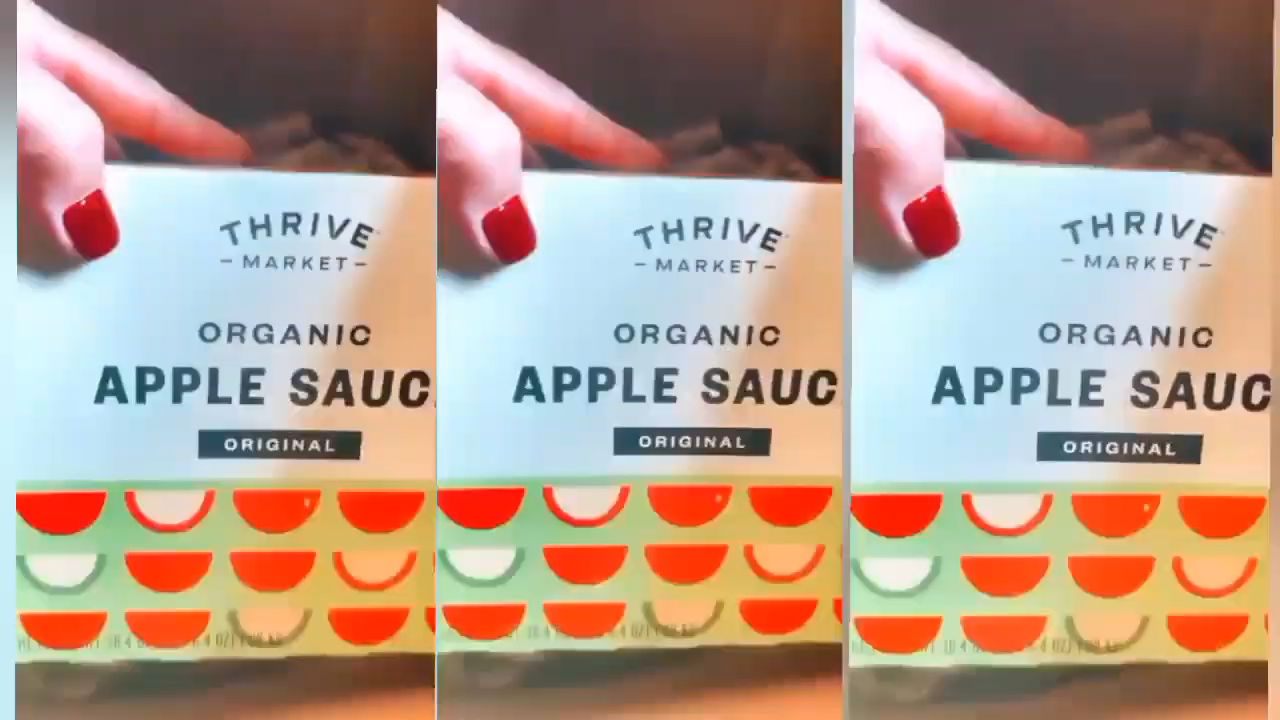 THRIVE
— MARKET —
ORGANIC
APPLE SAUC
ORIGINAL
THRIVE
— MARKET —
ORGANIC
APPLE SAUC
ORIGINAL
THRIVE
— MARKET —
ORGANIC
APPLE SAUC
ORIGINAL